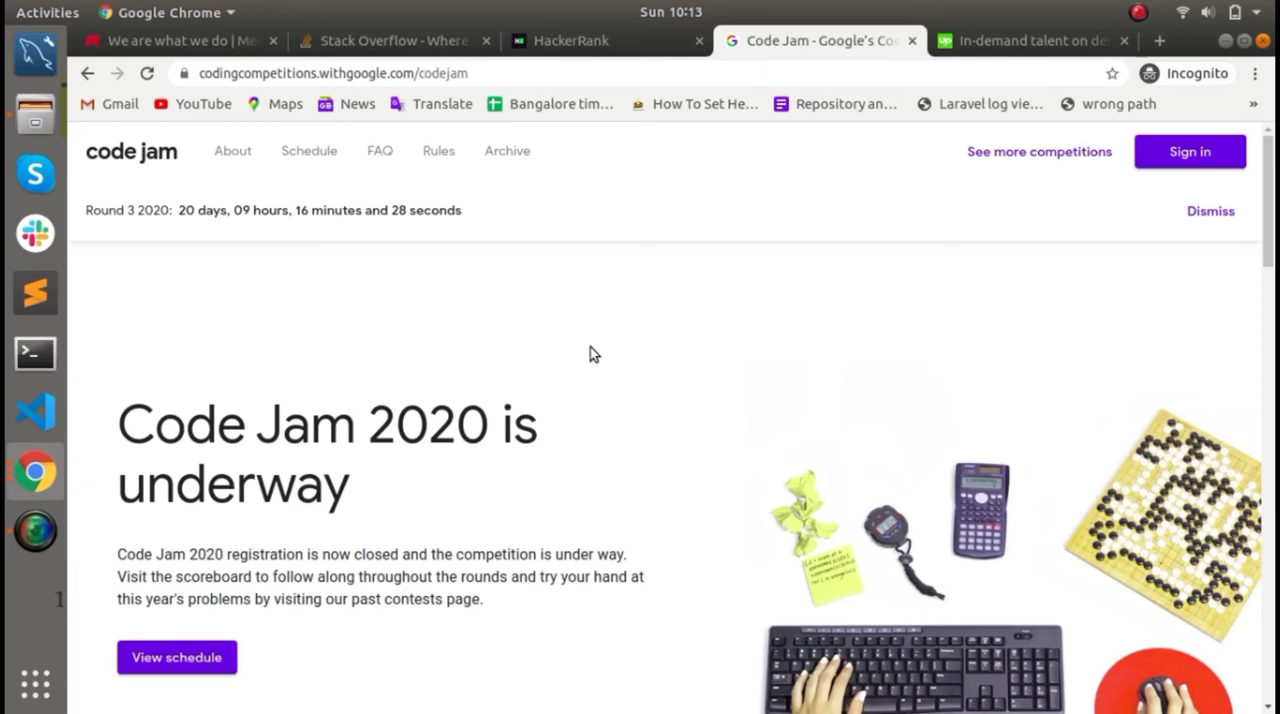 Activities
Google Chrome
Sun 10:13
We are what we do | Me
Stack Overflow - Where
HackerRank
Code Jam - Google's Co
In-demand talent on de
codingcompetitions.withgoogle.com/codejam
Incognito
Gmail
YouTube
Maps
News
Translate
Bangalore tim...
How To Set He...
Repository an...
Laravel log vie...
wrong path
»
code jam
About
Schedule
FAQ
Rules
Archive
See more competitions
Sign in
Round 3 2020: 20 days, 09 hours, 16 minutes and 28 seconds
Dismiss
Code Jam 2020 is
underway
Code Jam 2020 registration is now closed and the competition is under way.
Visit the scoreboard to follow along throughout the rounds and try your hand at
this year's problems by visiting our past contests page.
View schedule
1